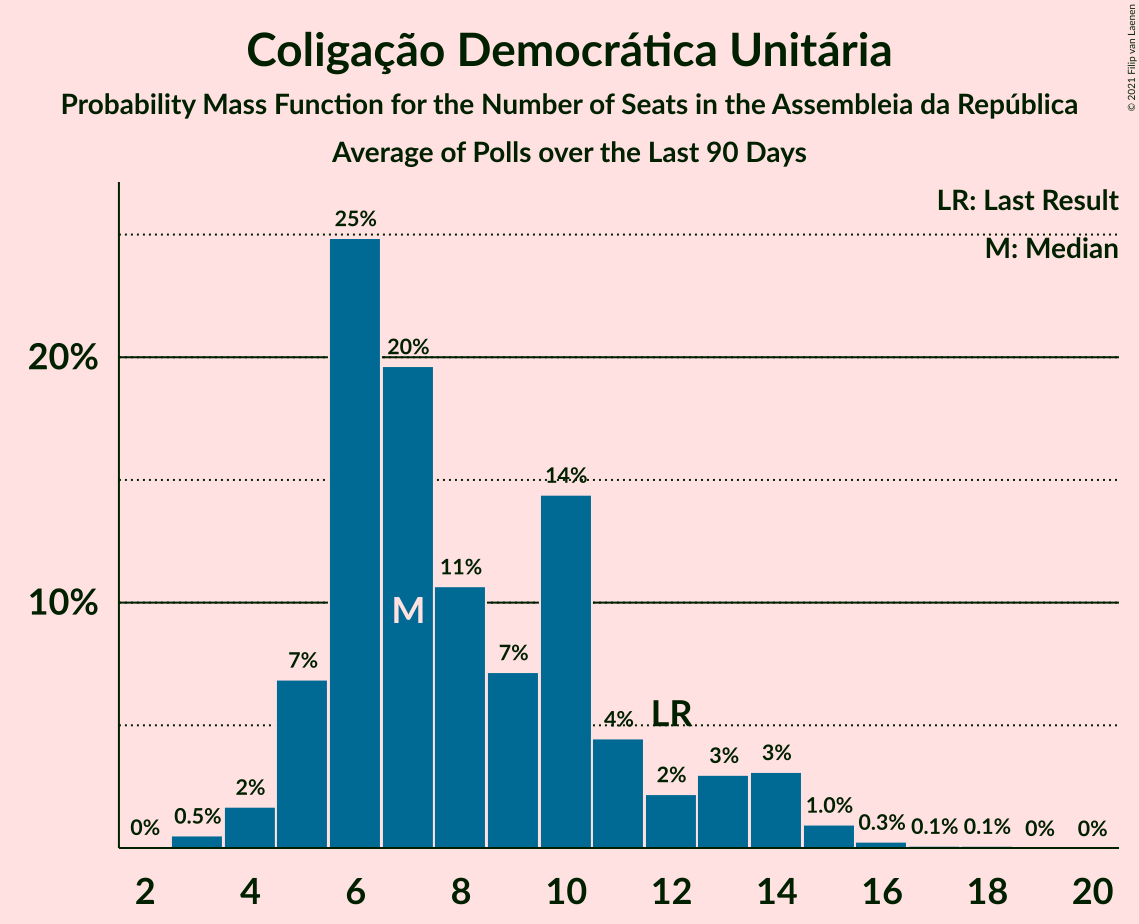 Coligação Democrática Unitária
Probability Mass Function for the Number of Seats in the Assembleia da República
Average of Polls over the Last 90 Days
© 2021 Filip van Laenen
LR: Last Result
M: Median
20%
10%
0%
0.5%
2%
7%
25%
20%
11%
7%
14%
4%
2%
3%
3%
1.0%
0.3%
0.1%
0.1%
0%
0%
M
LR
2 4 6 8 10 12 14 16 18 20